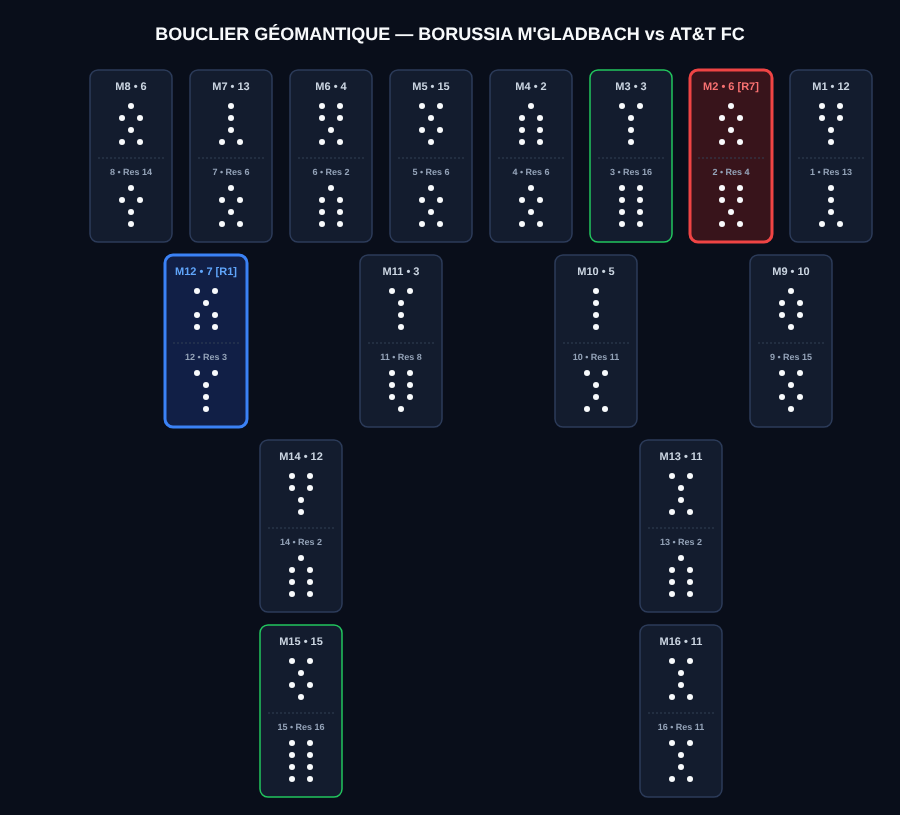 BOUCLIER GÉOMANTIQUE — BORUSSIA M'GLADBACH vs AT&T FC
M8 • 6
M7 • 13
M6 • 4
M5 • 15
M4 • 2
M3 • 3
M2 • 6 [R7]
M1 • 12
8 • Res 14
7 • Res 6
6 • Res 2
5 • Res 6
4 • Res 6
3 • Res 16
2 • Res 4
1 • Res 13
M12 • 7 [R1]
M11 • 3
M10 • 5
M9 • 10
12 • Res 3
11 • Res 8
10 • Res 11
9 • Res 15
M14 • 12
M13 • 11
14 • Res 2
13 • Res 2
M15 • 15
M16 • 11
15 • Res 16
16 • Res 11